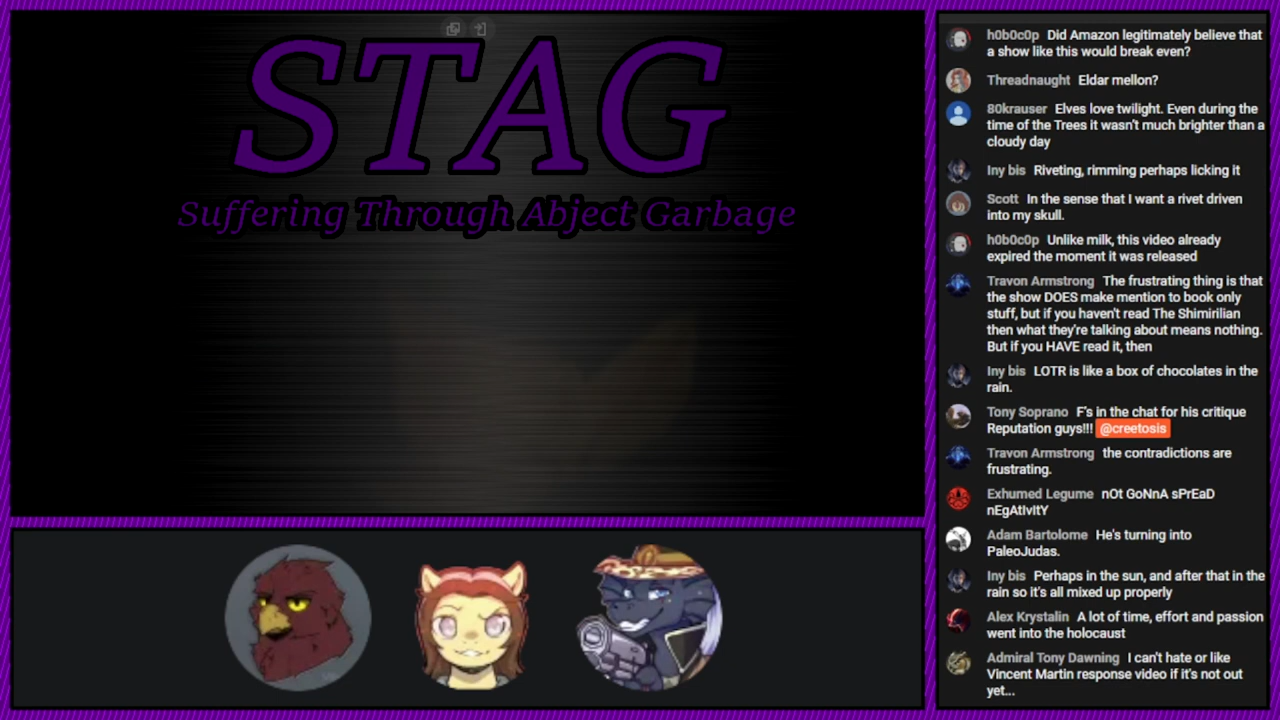 STAG
Suffering Through Abject Garbage
h0b0c0p Did Amazon legitimately believe that
a show like this would break even?
Threadnaught Eldar mellon?
80krauser Elves love twilight. Even during the
time of the Trees it wasn't much brighter than a
cloudy day
Iny bis Riveting, rimming perhaps licking it
Scott In the sense that I want a rivet driven
into my skull.
h0b0c0p Unlike milk, this video already
expired the moment it was released
Travon Armstrong The frustrating thing is that
the show DOES make mention to book only
stuff, but if you haven't read The Shimirilian
then what they're talking about means nothing.
But if you HAVE read it, then
Iny bis LOTR is like a box of chocolates in the
rain.
Tony Soprano F's in the chat for his critique
Reputation guys!!! @creetosis
Travon Armstrong the contradictions are
frustrating.
Exhumed Legume nOt GoNnA sPrEaD
nEgAtIvItY
Adam Bartolome He's turning into
PaleoJudas.
Iny bis Perhaps in the sun, and after that in the
rain so it's all mixed up properly
Alex Krystalin A lot of time, effort and passion
went into the holocaust
Admiral Tony Dawning I can't hate or like
Vincent Martin response video if it's not out
yet...